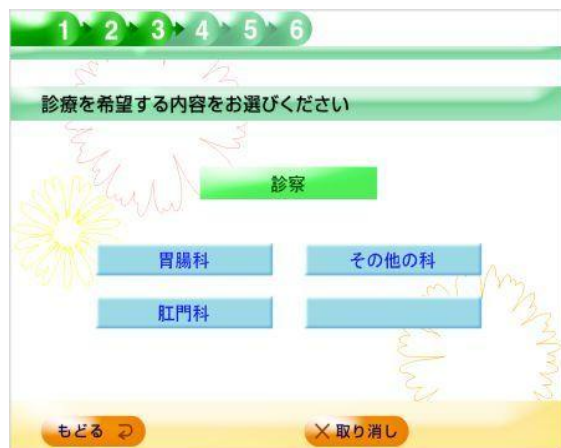 1 2 3 4 5 6
診療を希望する内容をお選びください
診察
胃腸科 その他の科
肛門科
もどる ✕取り消し